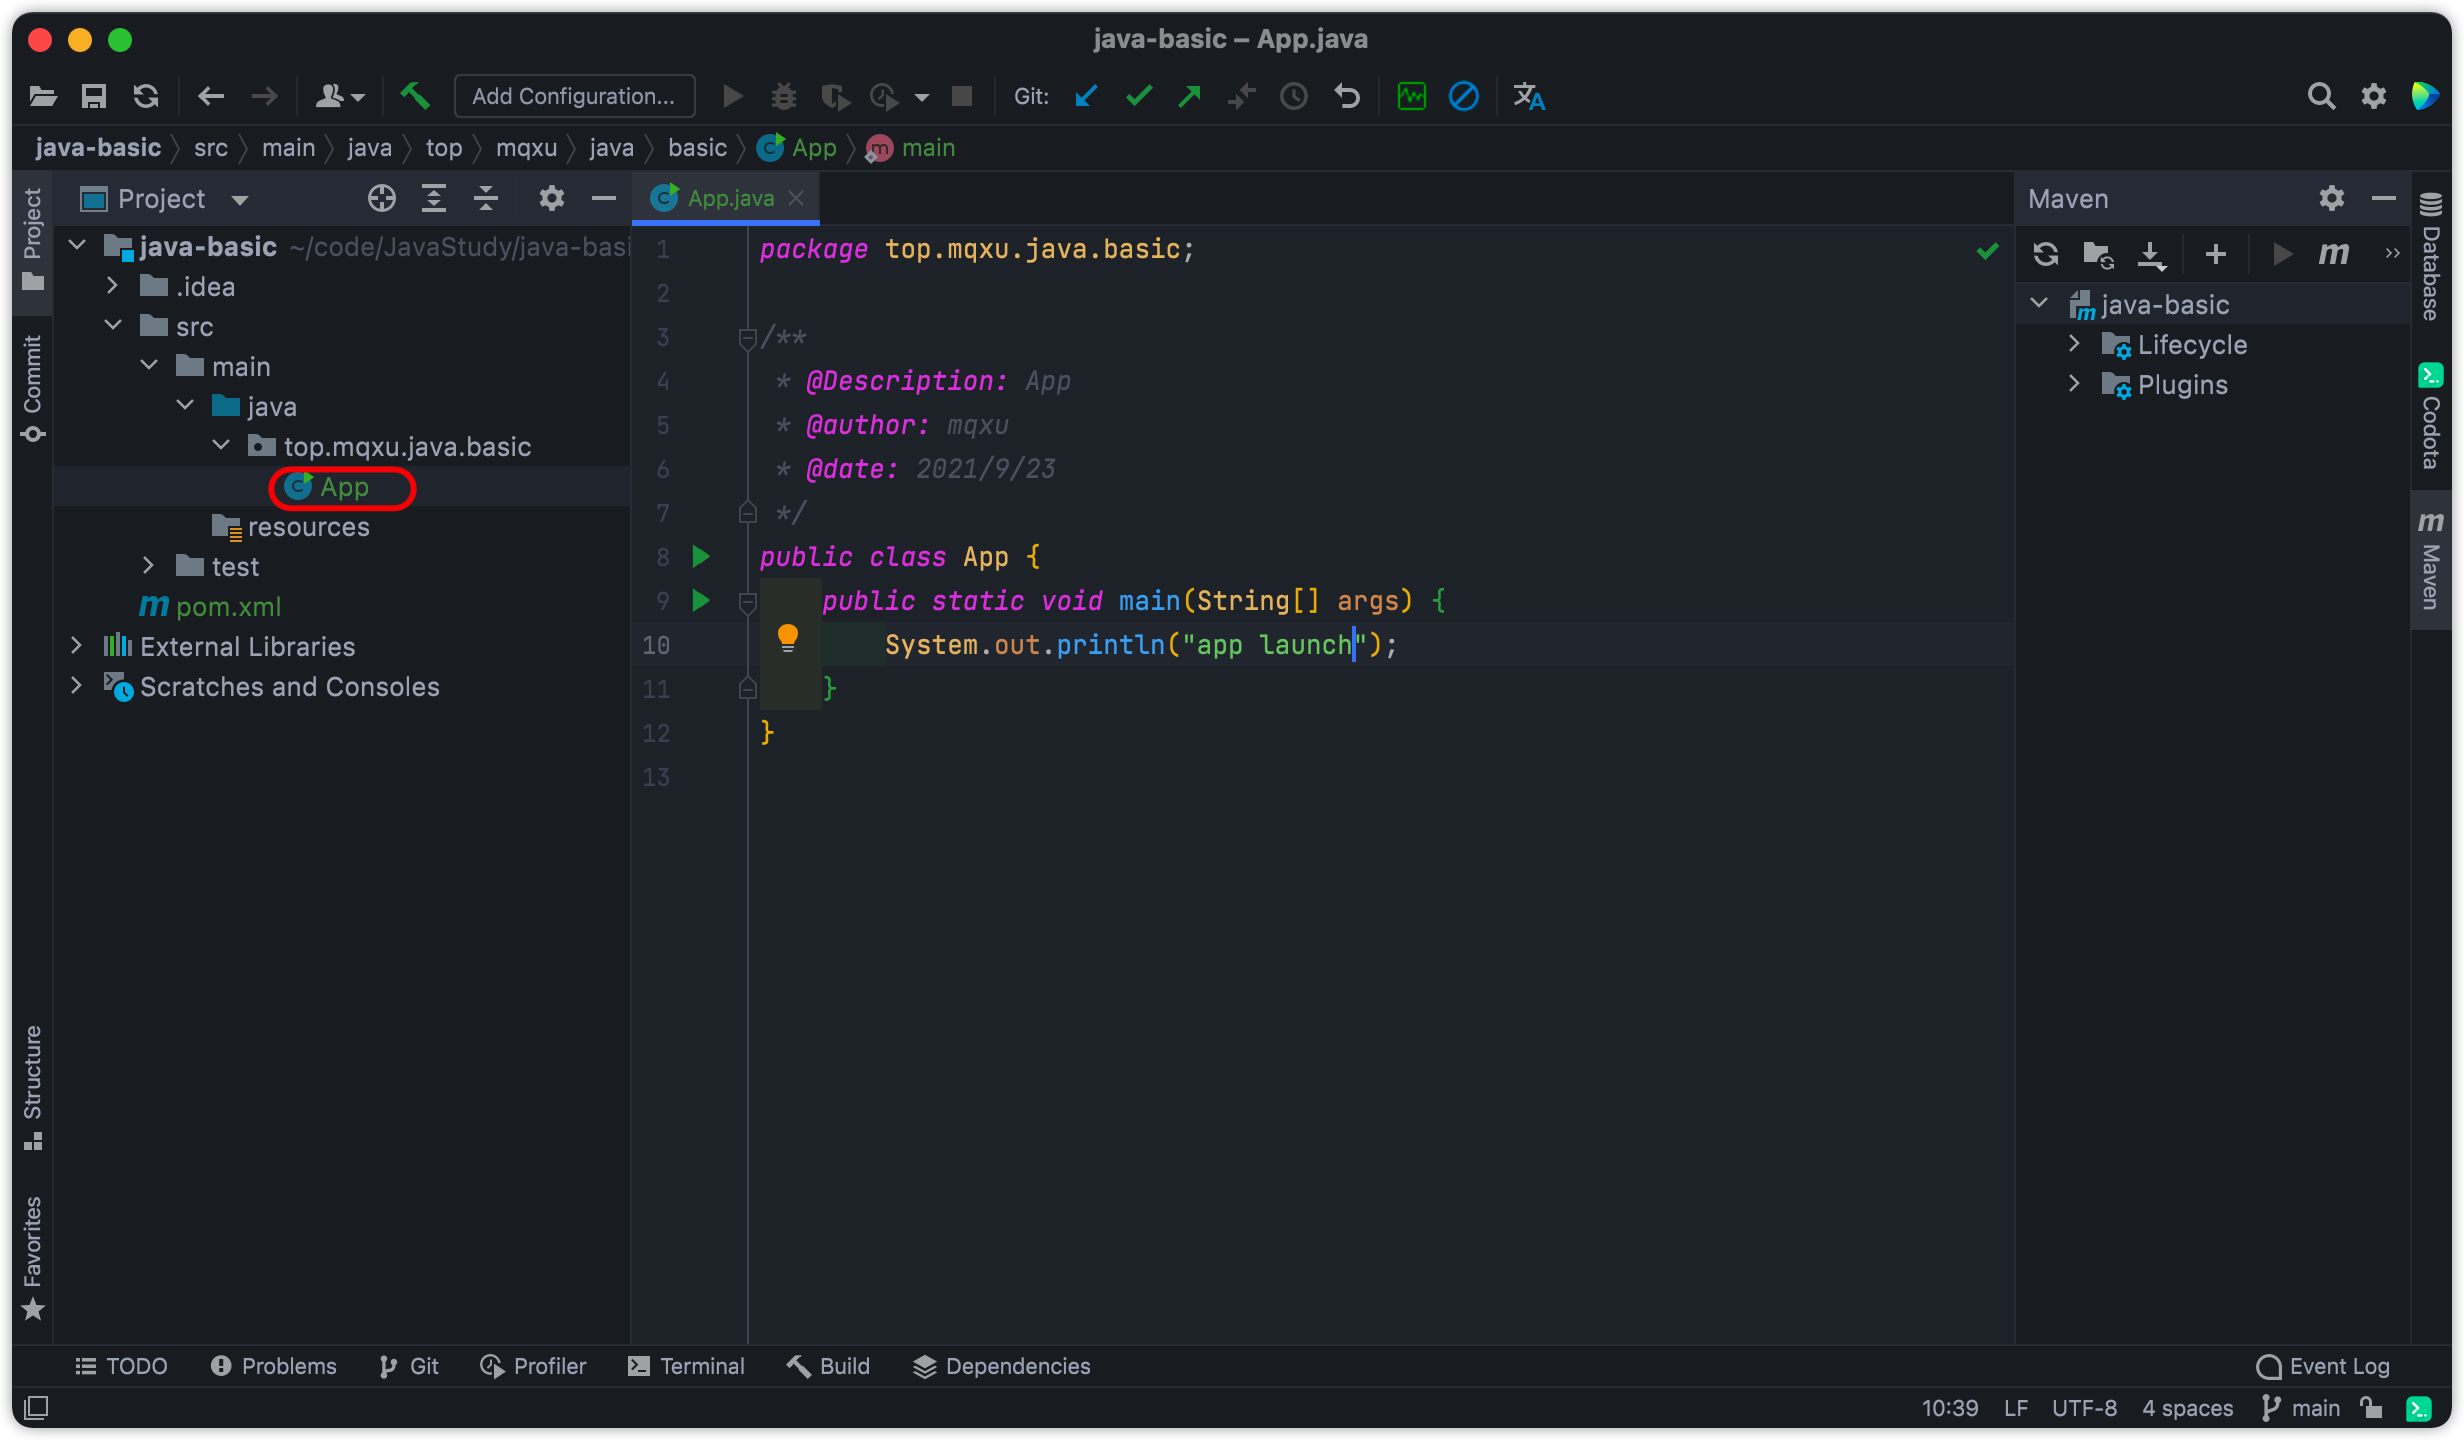 java-basic – App.java
Add Configuration...
Git:
java-basic src main java top mqxu java basic App main
Project
Commit
Structure
Favorites
Project
java-basic ~/code/JavaStudy/java-basi
.idea
src
main
java
top.mqxu.java.basic
App
resources
test
pom.xml
External Libraries
Scratches and Consoles
App.java
1 package top.mqxu.java.basic;
2
3 /**
4 * @Description: App
5 * @author: mqxu
6 * @date: 2021/9/23
7 */
8 public class App {
9 public static void main(String[] args) {
10 System.out.println("app launch");
11 }
12 }
13
Maven
java-basic
Lifecycle
Plugins
Database
Codota
Maven
TODO Problems Git Profiler Terminal Build Dependencies Event Log
10:39 LF UTF-8 4 spaces main